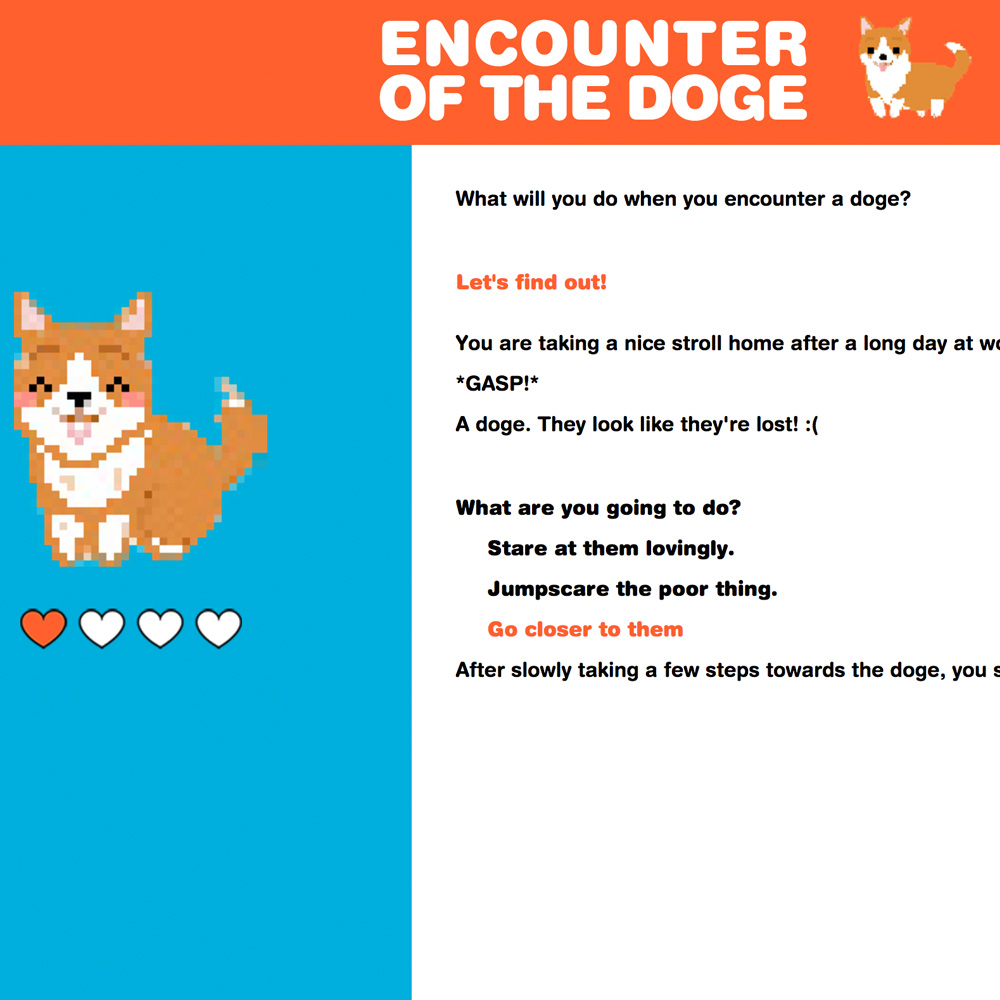 ENCOUNTER
OF THE DOGE
What will you do when you encounter a doge?
Let's find out!
You are taking a nice stroll home after a long day at
*GASP!*
A doge. They look like they're lost! :(
What are you going to do?
Stare at them lovingly.
Jumpscare the poor thing.
Go closer to them
After slowly taking a few steps towards the doge, you